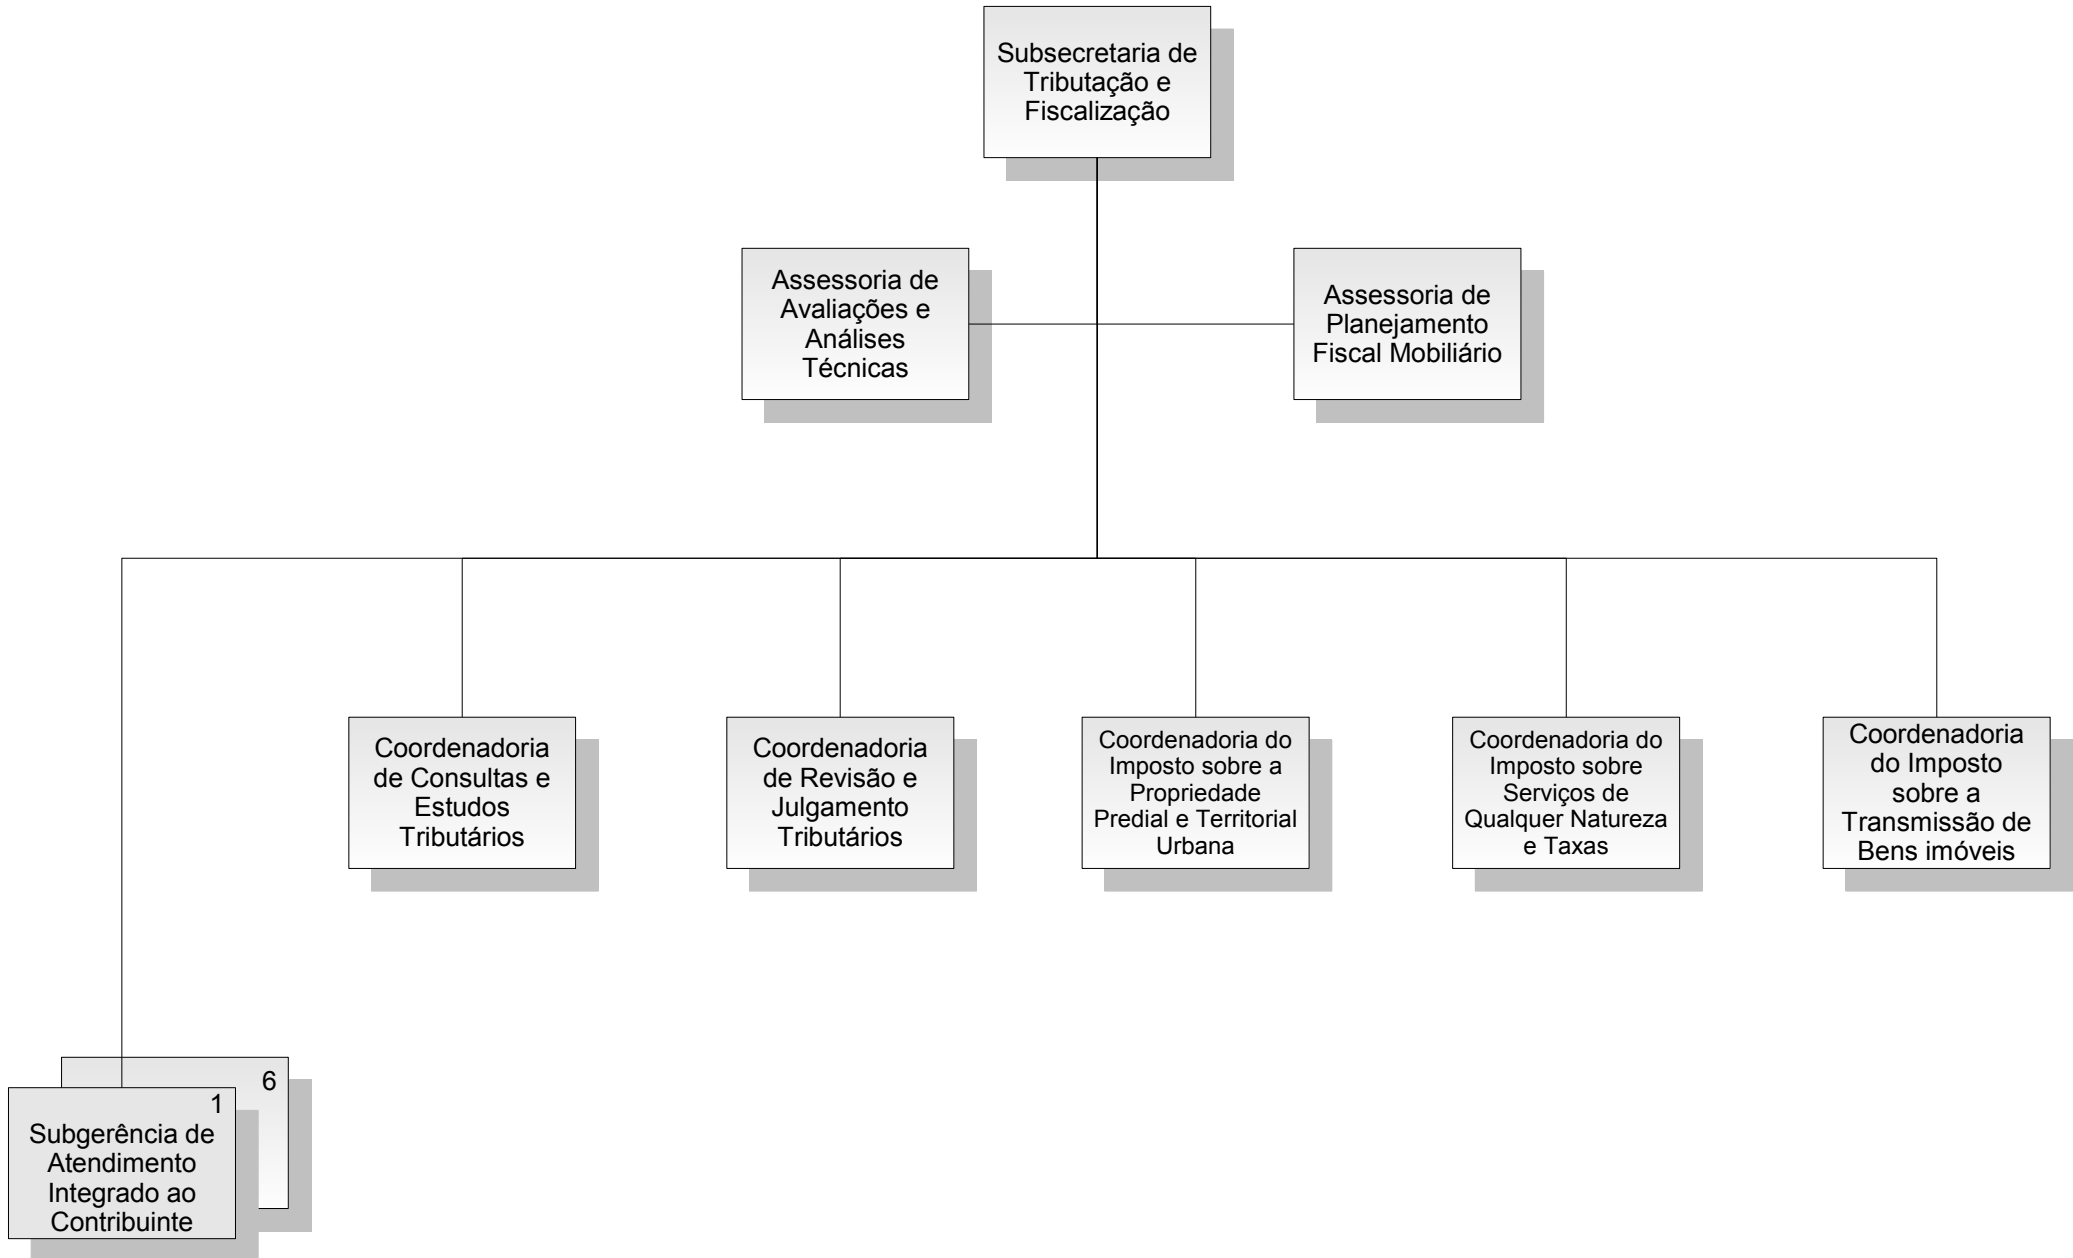 Subsecretaria de
Tributação e
Fiscalização
Assessoria de
Avaliações e
Análises
Técnicas
Assessoria de
Planejamento
Fiscal Mobiliário
Coordenadoria
de Consultas e
Estudos
Tributários
Coordenadoria
de Revisão e
Julgamento
Tributários
Coordenadoria do
Imposto sobre a
Propriedade
Predial e Territorial
Urbana
Coordenadoria do
Imposto sobre
Serviços de
Qualquer Natureza
e Taxas
Coordenadoria
do Imposto
sobre a
Transmissão de
Bens imóveis
6
1
Subgerência de
Atendimento
Integrado ao
Contribuinte